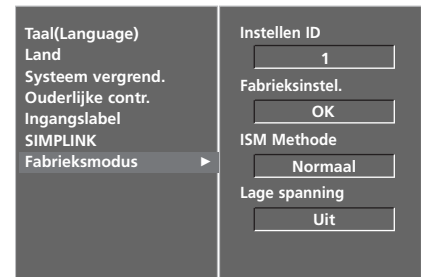 Taal(Language)
Land
Systeem vergrend.
Ouderlijke contr.
Ingangslabel
SIMPLINK
Fabrieksmodus ►
Instellen ID
1
Fabrieksinstel.
OK
ISM Methode
Normaal
Lage spanning
Uit